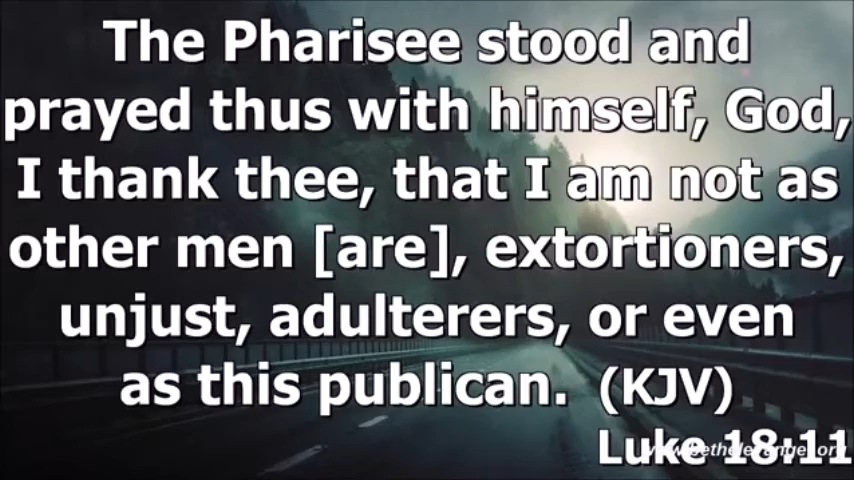 The Pharisee stood and
prayed thus with himself, God,
I thank thee, that I am not as
other men [are], extortioners,
unjust, adulterers, or even
as this publican. (KJV)
Luke 18:11